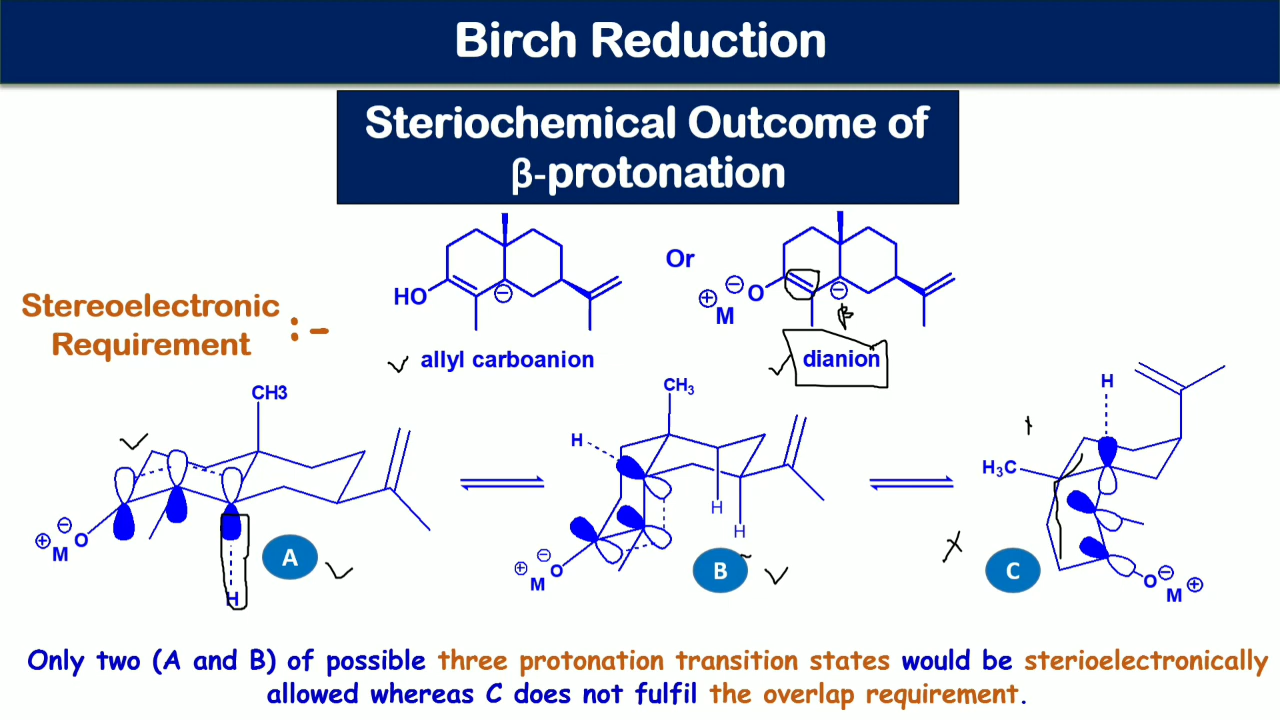 Birch Reduction
Steriochemical Outcome of
β-protonation
Or
HO
⊖
⊕
M
⊖
O
⊖
β
Stereoelectronic
Requirement :-
allyl carboanion
dianion
CH3
⊕
M
⊖
O
H
A
CH₃
H
H
H
⊕
M
⊖
O
B
H
H₃C
O
⊖
M
⊕
C
Only two (A and B) of possible three protonation transition states would be sterioelectronically
allowed whereas C does not fulfil the overlap requirement.